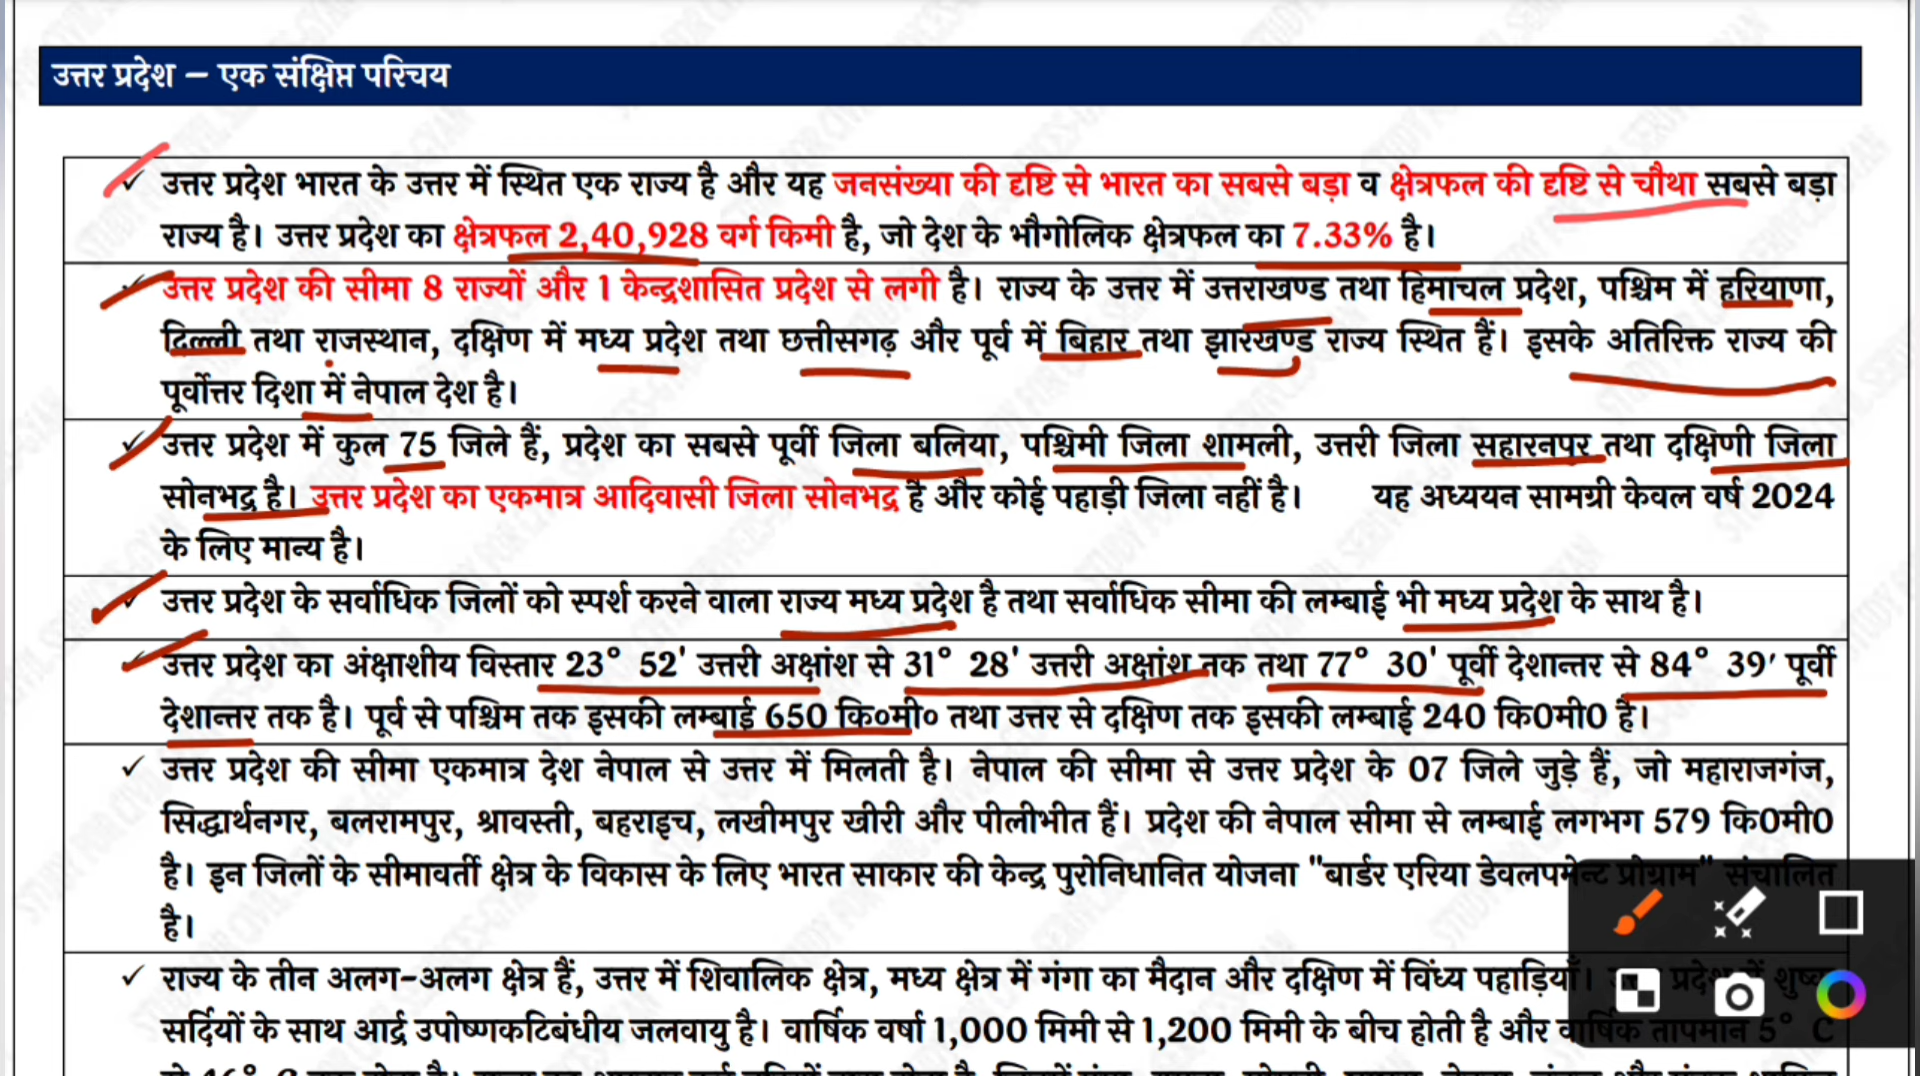 उत्तर प्रदेश – एक संक्षिप्त परिचय
✓ उत्तर प्रदेश भारत के उत्तर में स्थित एक राज्य है और यह जनसंख्या की दृष्टि से भारत का सबसे बड़ा व क्षेत्रफल की दृष्टि से चौथा सबसे बड़ा
राज्य है। उत्तर प्रदेश का क्षेत्रफल 2,40,928 वर्ग किमी है, जो देश के भौगोलिक क्षेत्रफल का 7.33% है।
✓ उत्तर प्रदेश की सीमा 8 राज्यों और 1 केन्द्रशासित प्रदेश से लगी है। राज्य के उत्तर में उत्तराखण्ड तथा हिमाचल प्रदेश, पश्चिम में हरियाणा,
दिल्ली तथा राजस्थान, दक्षिण में मध्य प्रदेश तथा छत्तीसगढ़ और पूर्व में बिहार तथा झारखण्ड राज्य स्थित हैं। इसके अतिरिक्त राज्य की
पूर्वोत्तर दिशा में नेपाल देश है।
✓ उत्तर प्रदेश में कुल 75 जिले हैं, प्रदेश का सबसे पूर्वी जिला बलिया, पश्चिमी जिला शामली, उत्तरी जिला सहारनपुर तथा दक्षिणी जिला
सोनभद्र है। उत्तर प्रदेश का एकमात्र आदिवासी जिला सोनभद्र है और कोई पहाड़ी जिला नहीं है। यह अध्ययन सामग्री केवल वर्ष 2024
के लिए मान्य है।
✓ उत्तर प्रदेश के सर्वाधिक जिलों को स्पर्श करने वाला राज्य मध्य प्रदेश है तथा सर्वाधिक सीमा की लम्बाई भी मध्य प्रदेश के साथ है।
✓ उत्तर प्रदेश का अंक्षाशीय विस्तार 23° 52' उत्तरी अक्षांश से 31° 28' उत्तरी अक्षांश तक तथा 77° 30' पूर्वी देशान्तर से 84° 39′ पूर्वी
देशान्तर तक है। पूर्व से पश्चिम तक इसकी लम्बाई 650 कि०मी० तथा उत्तर से दक्षिण तक इसकी लम्बाई 240 कि0मी0 है।
✓ उत्तर प्रदेश की सीमा एकमात्र देश नेपाल से उत्तर में मिलती है। नेपाल की सीमा से उत्तर प्रदेश के 07 जिले जुड़े हैं, जो महाराजगंज,
सिद्धार्थनगर, बलरामपुर, श्रावस्ती, बहराइच, लखीमपुर खीरी और पीलीभीत हैं। प्रदेश की नेपाल सीमा से लम्बाई लगभग 579 कि0मी0
है। इन जिलों के सीमावर्ती क्षेत्र के विकास के लिए भारत साकार की केन्द्र पुरोनिधानित योजना "बार्डर एरिया डेवलपमेन्ट प्रोग्राम" संचालित
है।
✓ राज्य के तीन अलग-अलग क्षेत्र हैं, उत्तर में शिवालिक क्षेत्र, मध्य क्षेत्र में गंगा का मैदान और दक्षिण में विंध्य पहाड़ियाँ। प्रदेश में शुष्क
सर्दियों के साथ आर्द्र उपोष्णकटिबंधीय जलवायु है। वार्षिक वर्षा 1,000 मिमी से 1,200 मिमी के बीच होती है और वार्षिक तापमान 5° C